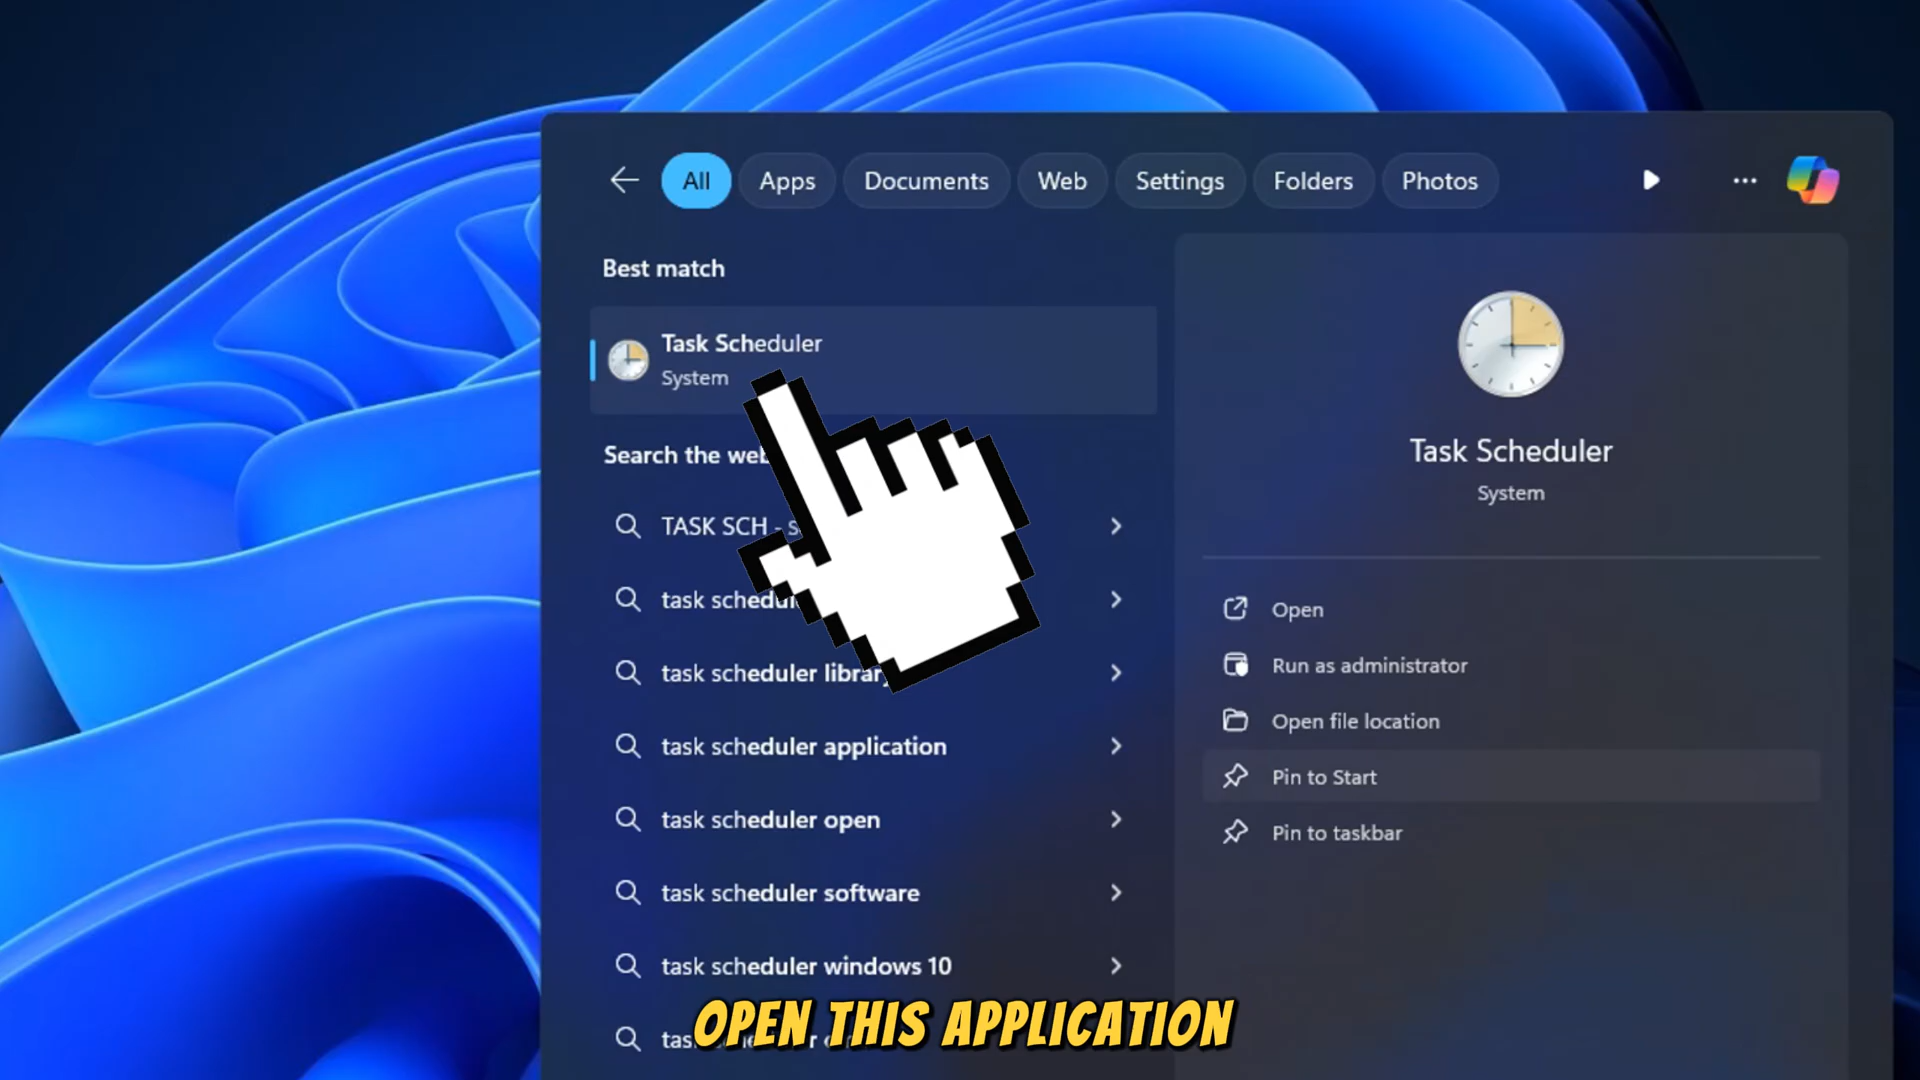 All Apps Documents Web Settings Folders Photos
Best match
Task Scheduler
System
Search the web
TASK SCH -
task scheduler
task scheduler library
task scheduler application
task scheduler open
task scheduler software
task scheduler windows 10
Task Scheduler
System
Open
Run as administrator
Open file location
Pin to Start
Pin to taskbar
OPEN THIS APPLICATION